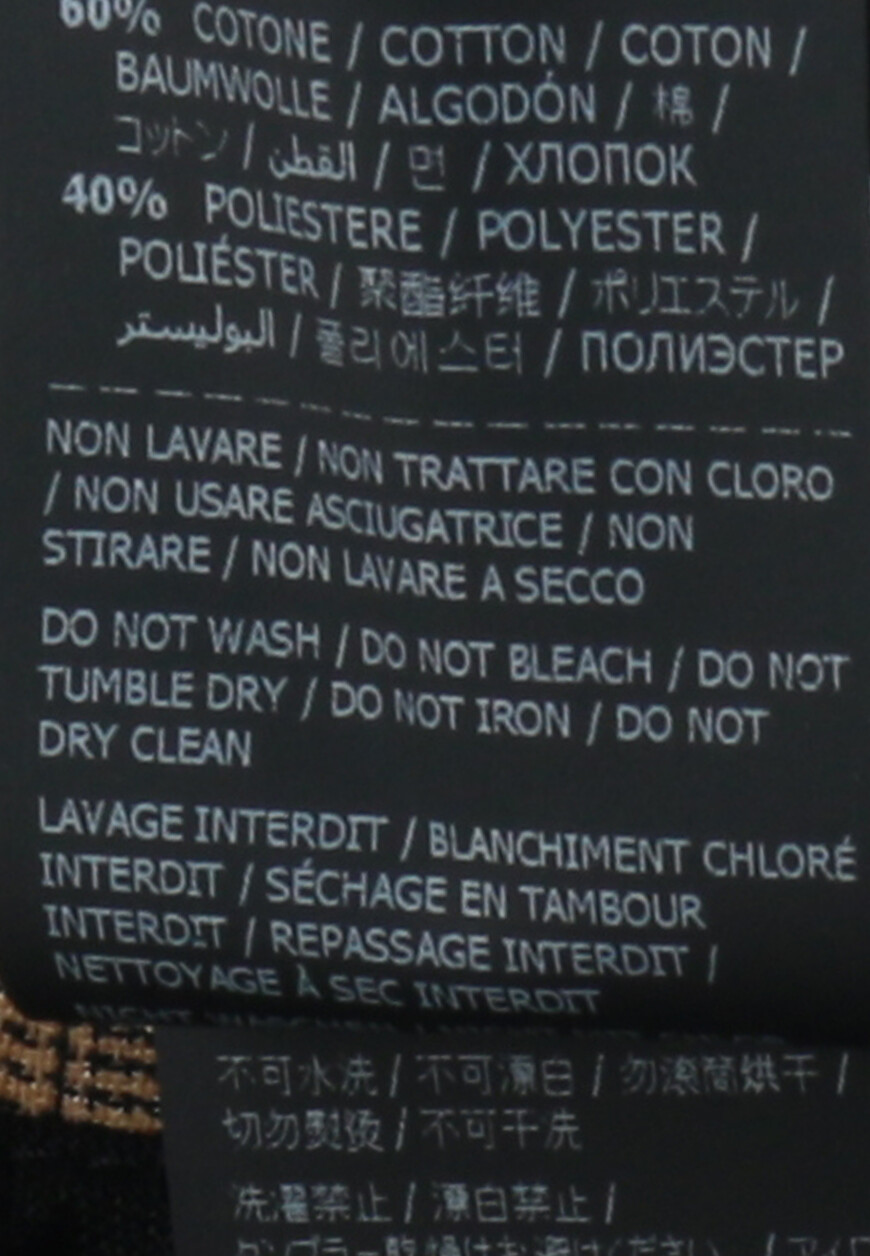 60% COTONE / COTTON / COTON /
BAUMWOLLE / ALGODÓN / 棉 /
コットン / القطن / 면 / ХЛОПОК
40% POLIESTERE / POLYESTER /
POLIÉSTER / 聚酯纤维 / ポリエステル /
البوليستر / 폴리에스터 / ПОЛИЭСТЕР
NON LAVARE / NON TRATTARE CON CLORO
/ NON USARE ASCIUGATRICE / NON
STIRARE / NON LAVARE A SECCO
DO NOT WASH / DO NOT BLEACH / DO NOT
TUMBLE DRY / DO NOT IRON / DO NOT
DRY CLEAN
LAVAGE INTERDIT / BLANCHIMENT CHLORÉ
INTERDIT / SÉCHAGE EN TAMBOUR
INTERDIT / REPASSAGE INTERDIT /
NETTOYAGE À SEC INTERDIT
不可水洗 / 不可漂白 / 勿滚筒烘干 /
切勿熨烫 / 不可干洗
洗濯禁止 / 漂白禁止 /